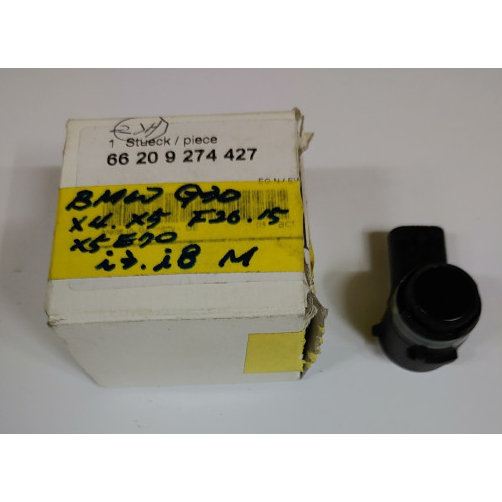 1 Stueck / piece
66 20 9 274 427
BMW G30
X4. X5 F26.15
X5 E70
i3. i8 M